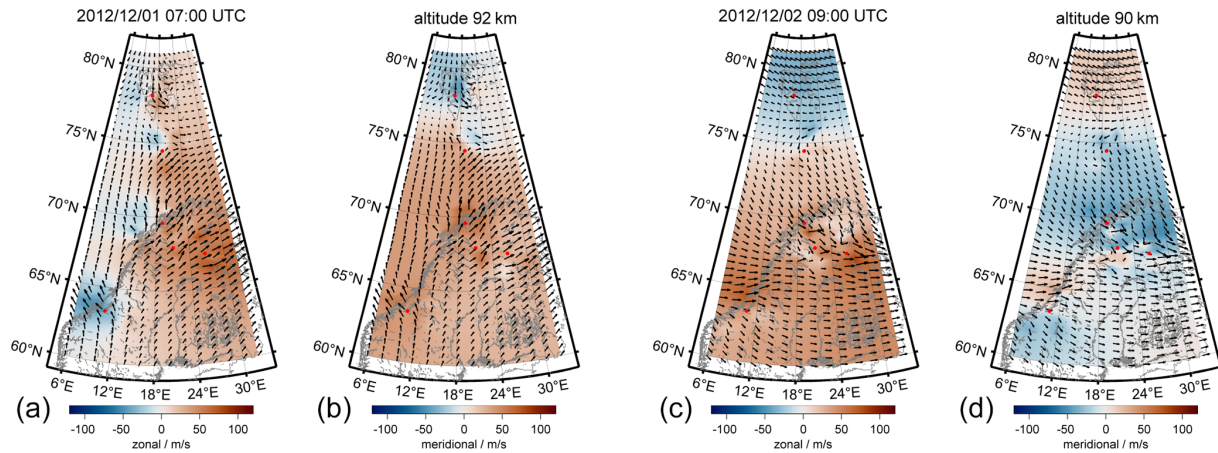 2012/12/01 07:00 UTC
altitude 92 km
2012/12/02 09:00 UTC
altitude 90 km
80°N
75°N
70°N
65°N
60°N
6°E
12°E
18°E
24°E
30°E
(a)
-100 -50 0 50 100
zonal / m/s
80°N
75°N
70°N
65°N
60°N
6°E
12°E
18°E
24°E
30°E
(b)
-100 -50 0 50 100
meridional / m/s
80°N
75°N
70°N
65°N
60°N
6°E
12°E
18°E
24°E
30°E
(c)
-100 -50 0 50 100
zonal / m/s
80°N
75°N
70°N
65°N
60°N
6°E
12°E
18°E
24°E
30°E
(d)
-100 -50 0 50 100
meridional / m/s